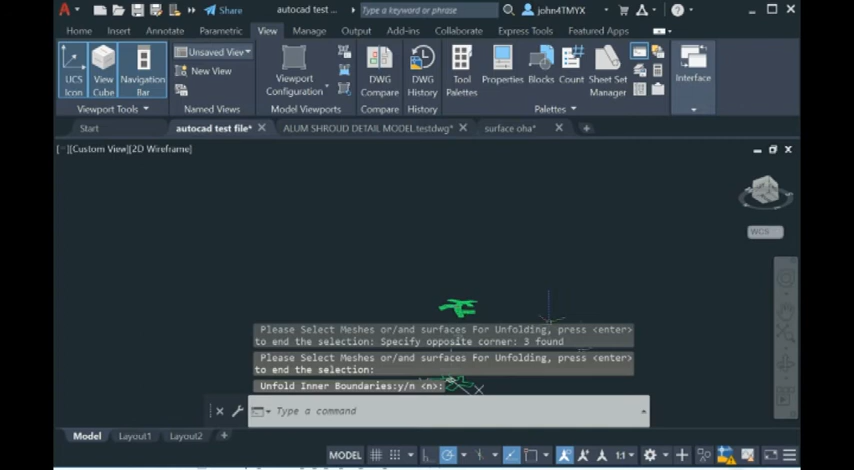 autocad test ...
Type a keyword or phrase
john4TMYX
Share
Home Insert Annotate Parametric View Manage Output Add-ins Collaborate Express Tools Featured Apps
UCS Icon
View Cube
Navigation Bar
Viewport Tools
Unsaved View
New View
Named Views
Viewport Configuration
Model Viewports
DWG Compare
Compare
DWG History
History
Tool Palettes
Properties
Blocks
Count
Sheet Set Manager
Palettes
Interface
Start autocad test file* ALUM SHROUD DETAIL MODEL.testdwg* surface oha*
[−][Custom View][2D Wireframe]
WCS
Please Select Meshes or/and surfaces For Unfolding, press <enter>
to end the selection: Specify opposite corner: 3 found
Please Select Meshes or/and surfaces For Unfolding, press <enter>
to end the selection:
Unfold Inner Boundaries:y/n <n>:
Type a command
Model Layout1 Layout2
MODEL 1:1